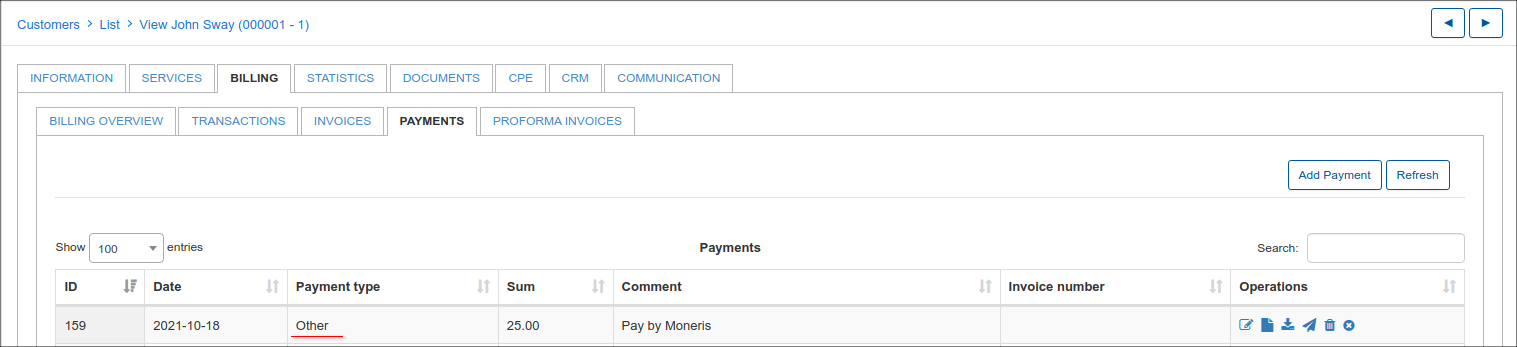 Customers > List > View John Sway (000001 - 1)
INFORMATION SERVICES BILLING STATISTICS DOCUMENTS CPE CRM COMMUNICATION
BILLING OVERVIEW TRANSACTIONS INVOICES PAYMENTS PROFORMA INVOICES
Add Payment Refresh
Show 100 entries Payments Search:
ID Date Payment type Sum Comment Invoice number Operations
159 2021-10-18 Other 25.00 Pay by Moneris